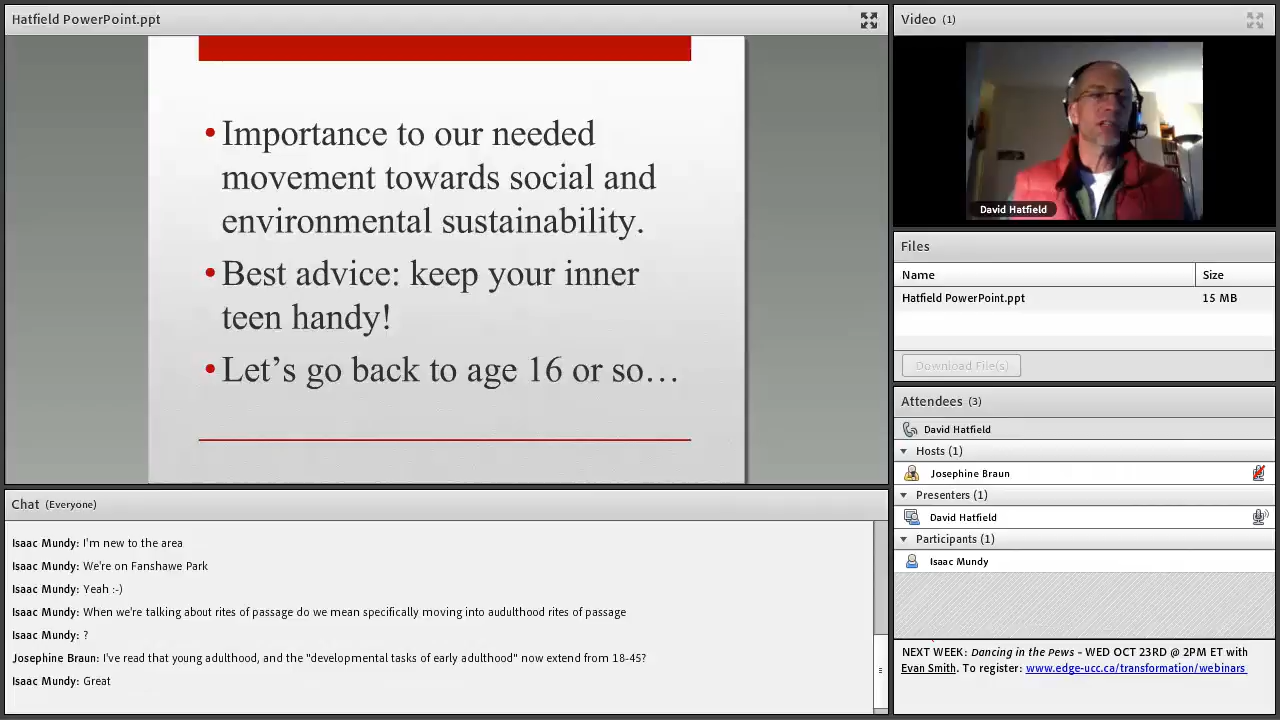 Hatfield PowerPoint.ppt
• Importance to our needed
movement towards social and
environmental sustainability.
• Best advice: keep your inner
teen handy!
• Let’s go back to age 16 or so…
Chat (Everyone)
Isaac Mundy: I'm new to the area
Isaac Mundy: We're on Fanshawe Park
Isaac Mundy: Yeah :-)
Isaac Mundy: When we're talking about rites of passage do we mean specifically moving into audulthood rites of passage
Isaac Mundy: ?
Josephine Braun: I've read that young adulthood, and the "developmental tasks of early adulthood" now extend from 18-45?
Isaac Mundy: Great
Video (1)
David Hatfield
Files
Name Size
Hatfield PowerPoint.ppt 15 MB
Download File(s)
Attendees (3)
David Hatfield
Hosts (1)
Josephine Braun
Presenters (1)
David Hatfield
Participants (1)
Isaac Mundy
NEXT WEEK: Dancing in the Pews - WED OCT 23RD @ 2PM ET with
Evan Smith. To register: www.edge-ucc.ca/transformation/webinars